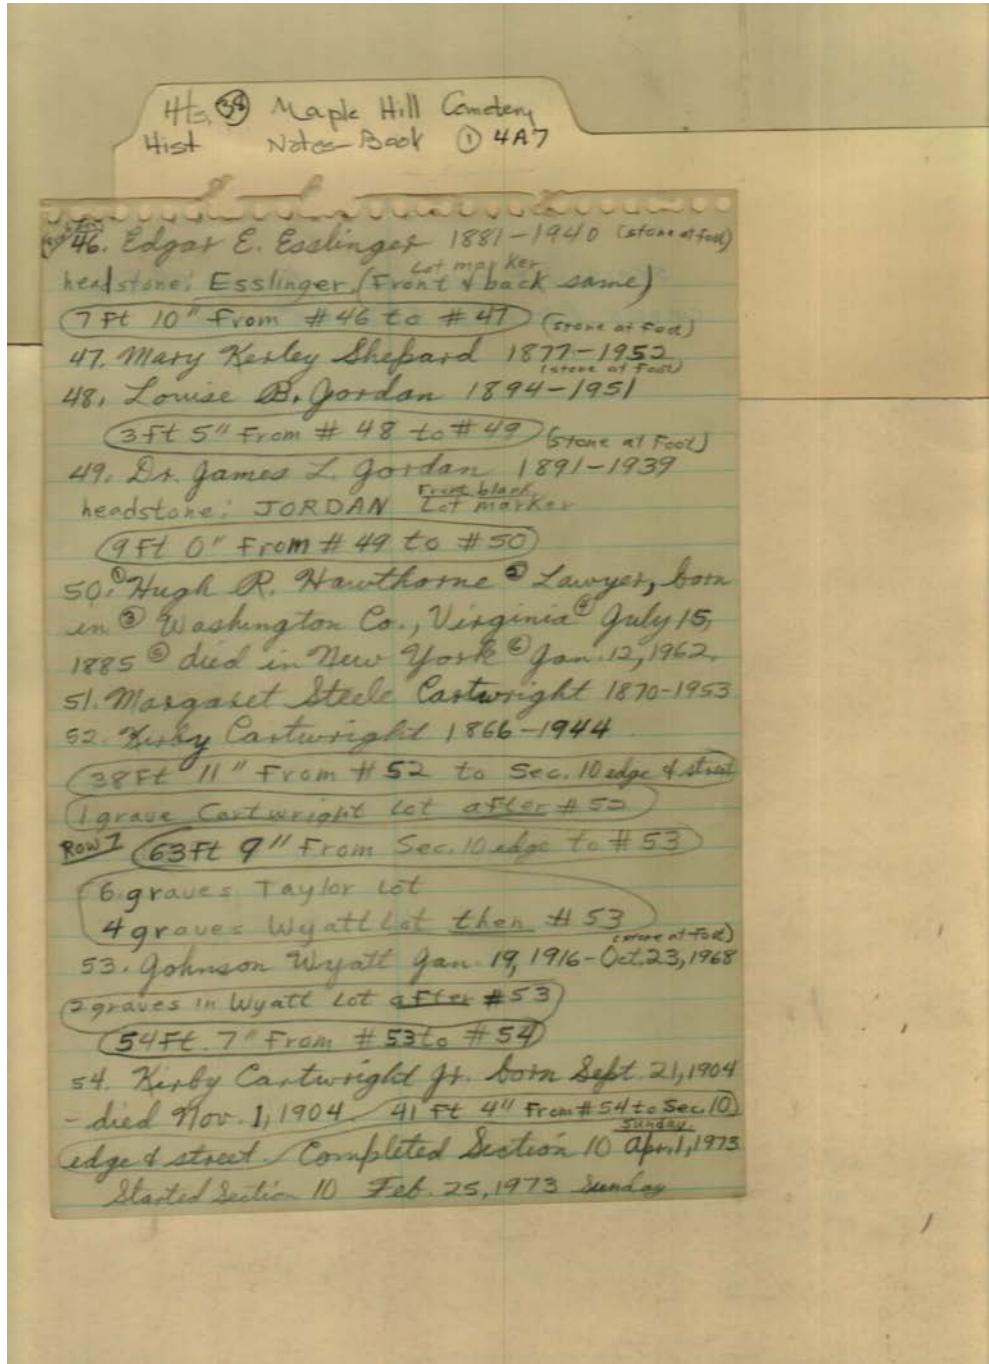 Hts. 38 Maple Hill Cemetery
Hist Notes-Book ① 4A7
46. Edgar E. Esslinger 1881-1940 (stone at foot)
Lot marker
headstone: Esslinger (Front & back same)
7 Ft 10" From #46 to #47 (stone at foot)
47. Mary Kerley Shepard 1877-1952
(stone at foot)
48. Louise B. Jordan 1894-1951
3 ft 5" From # 48 to # 49 (stone at Foot)
49. Dr. James L. Jordan 1891-1939
headstone: JORDAN Lot marker
9 Ft 0" From # 49 to # 50
50. ① Hugh R. Hawthorne ② Lawyer, born
in ③ Washington Co., Virginia ④ July 15,
1885 ⑤ died in New York ⑥ Jan. 12, 1962.
51. Margaret Steele Cartwright 1870-1953
52. Kirby Cartwright 1866-1944
38 Ft 11" From # 52 to Sec. 10 edge & street
1 grave Cartwright Lot after # 52
Row 7 63 Ft 9" From Sec. 10 edge to # 53
6 graves Taylor Lot
4 graves Wyatt Lot then # 53
(stone at foot)
53. Johnson Wyatt Jan. 19, 1916-Oct. 23, 1968
2 graves in Wyatt Lot after #53
54 Ft. 7" From # 53 to # 54
54. Kirby Cartwright Jr. born Sept. 21, 1904
- died Nov. 1, 1904. 41 Ft 4" From # 54 to Sec. 10
Sunday
edge & street. Completed Section 10 Apr. 1, 1973
Started Section 10 Feb. 25, 1973 Sunday